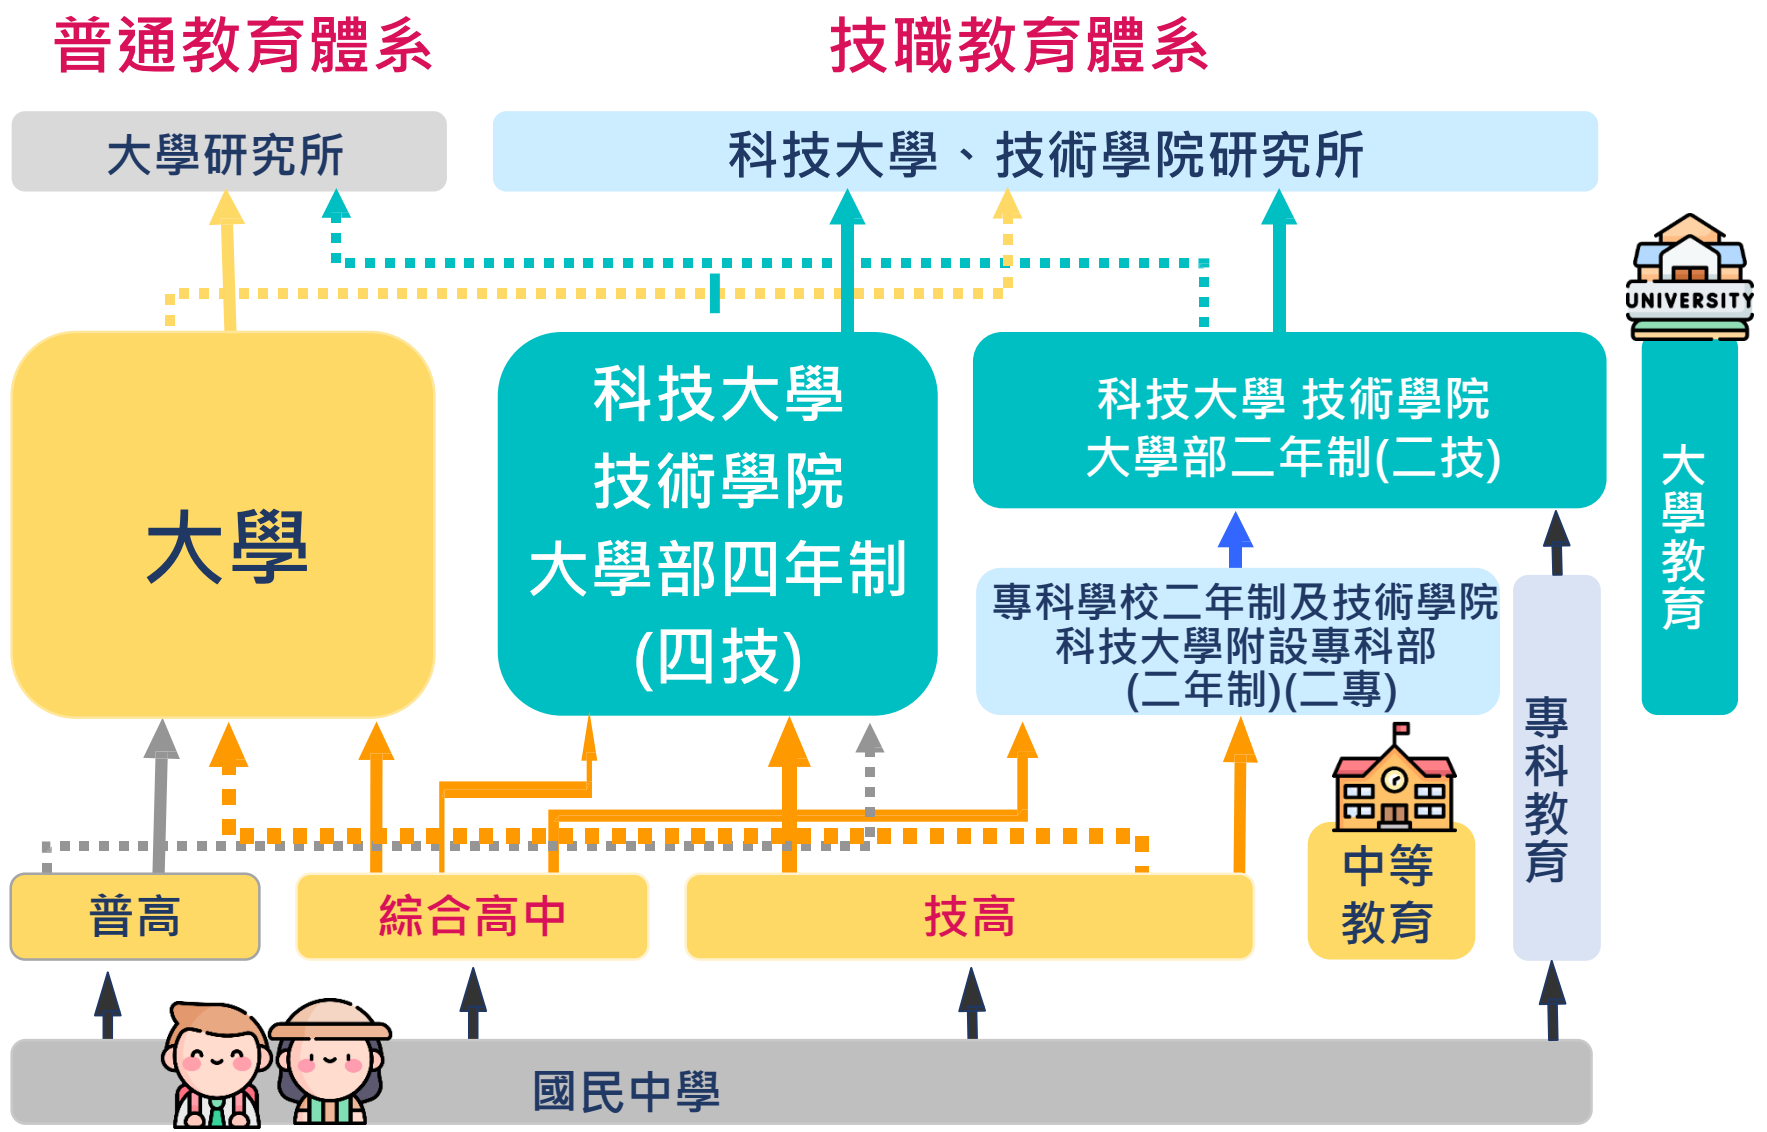 普通教育體系
技職教育體系
大學研究所
科技大學、技術學院研究所
UNIVERSITY
大學
科技大學
技術學院
大學部四年制
(四技)
科技大學 技術學院
大學部二年制(二技)
大學教育
專科學校二年制及技術學院
科技大學附設專科部
(二年制)(二專)
專科教育
中等
教育
普高
綜合高中
技高
國民中學